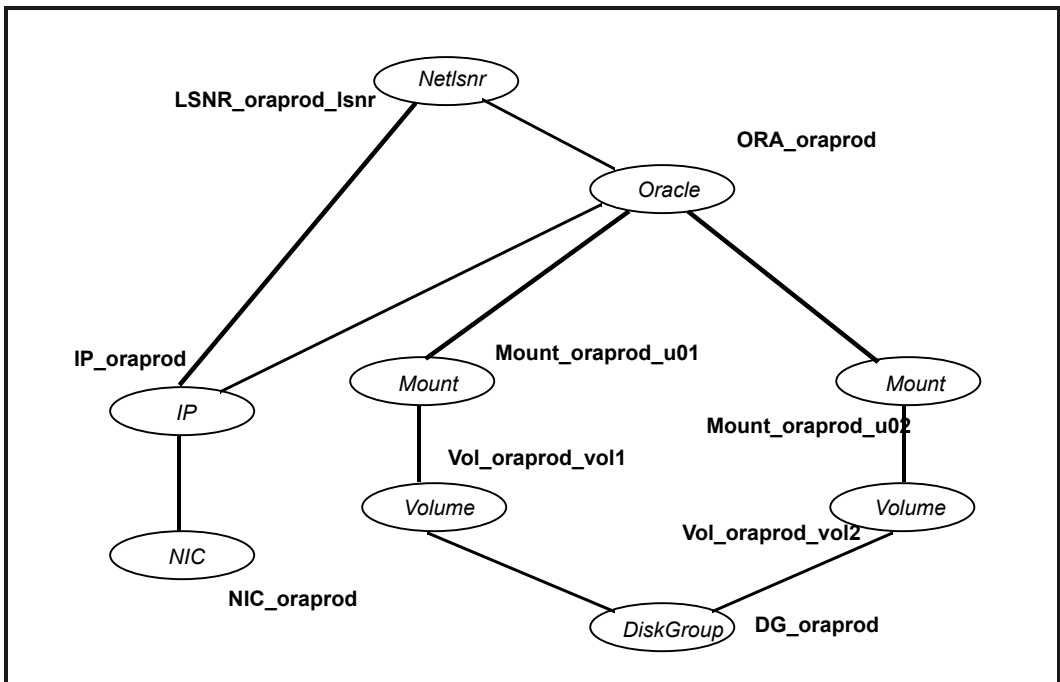 Netlsnr
LSNR_oraprod_lsnr
ORA_oraprod
Oracle
IP_oraprod
Mount_oraprod_u01
Mount
Mount
IP
Mount_oraprod_u02
Vol_oraprod_vol1
Volume
Volume
Vol_oraprod_vol2
NIC
NIC_oraprod
DiskGroup
DG_oraprod